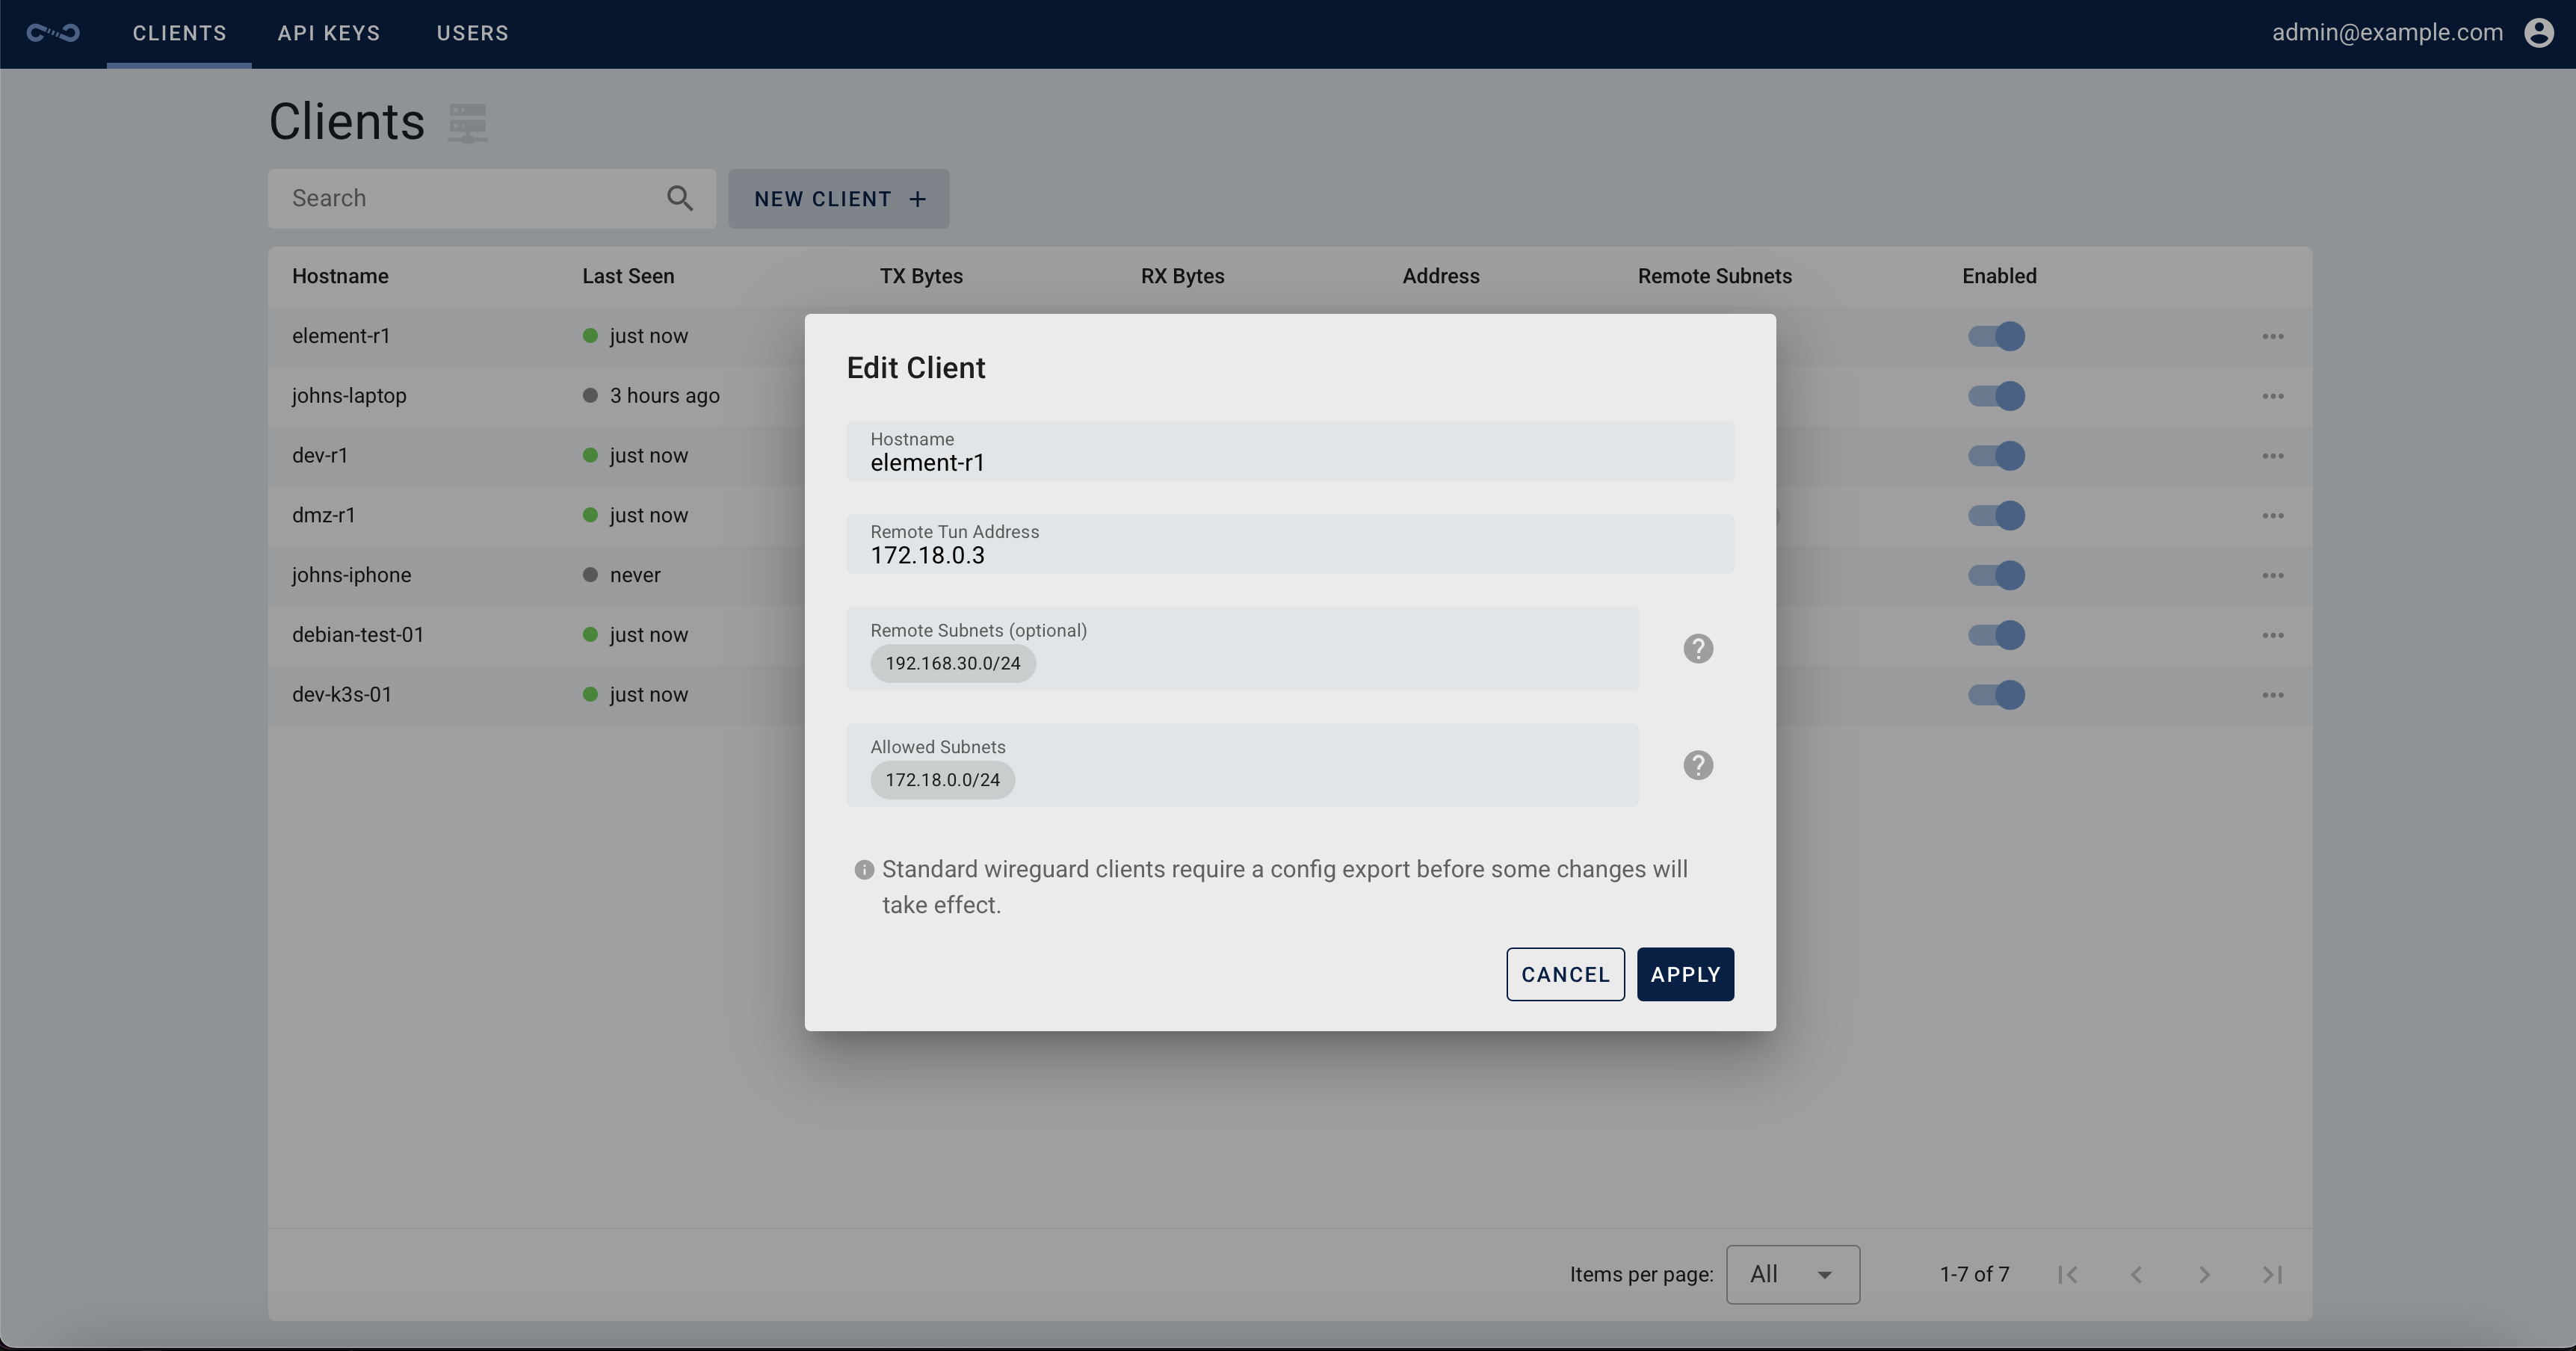 CLIENTS API KEYS USERS admin@example.com
Clients
Search NEW CLIENT +
Hostname Last Seen TX Bytes RX Bytes Address Remote Subnets Enabled
element-r1 just now
johns-laptop 3 hours ago
dev-r1 just now
dmz-r1 just now
johns-iphone never
debian-test-01 just now
dev-k3s-01 just now
Edit Client
Hostname
element-r1
Remote Tun Address
172.18.0.3
Remote Subnets (optional)
192.168.30.0/24
Allowed Subnets
172.18.0.0/24
Standard wireguard clients require a config export before some changes will
take effect.
CANCEL APPLY
Items per page: All 1-7 of 7